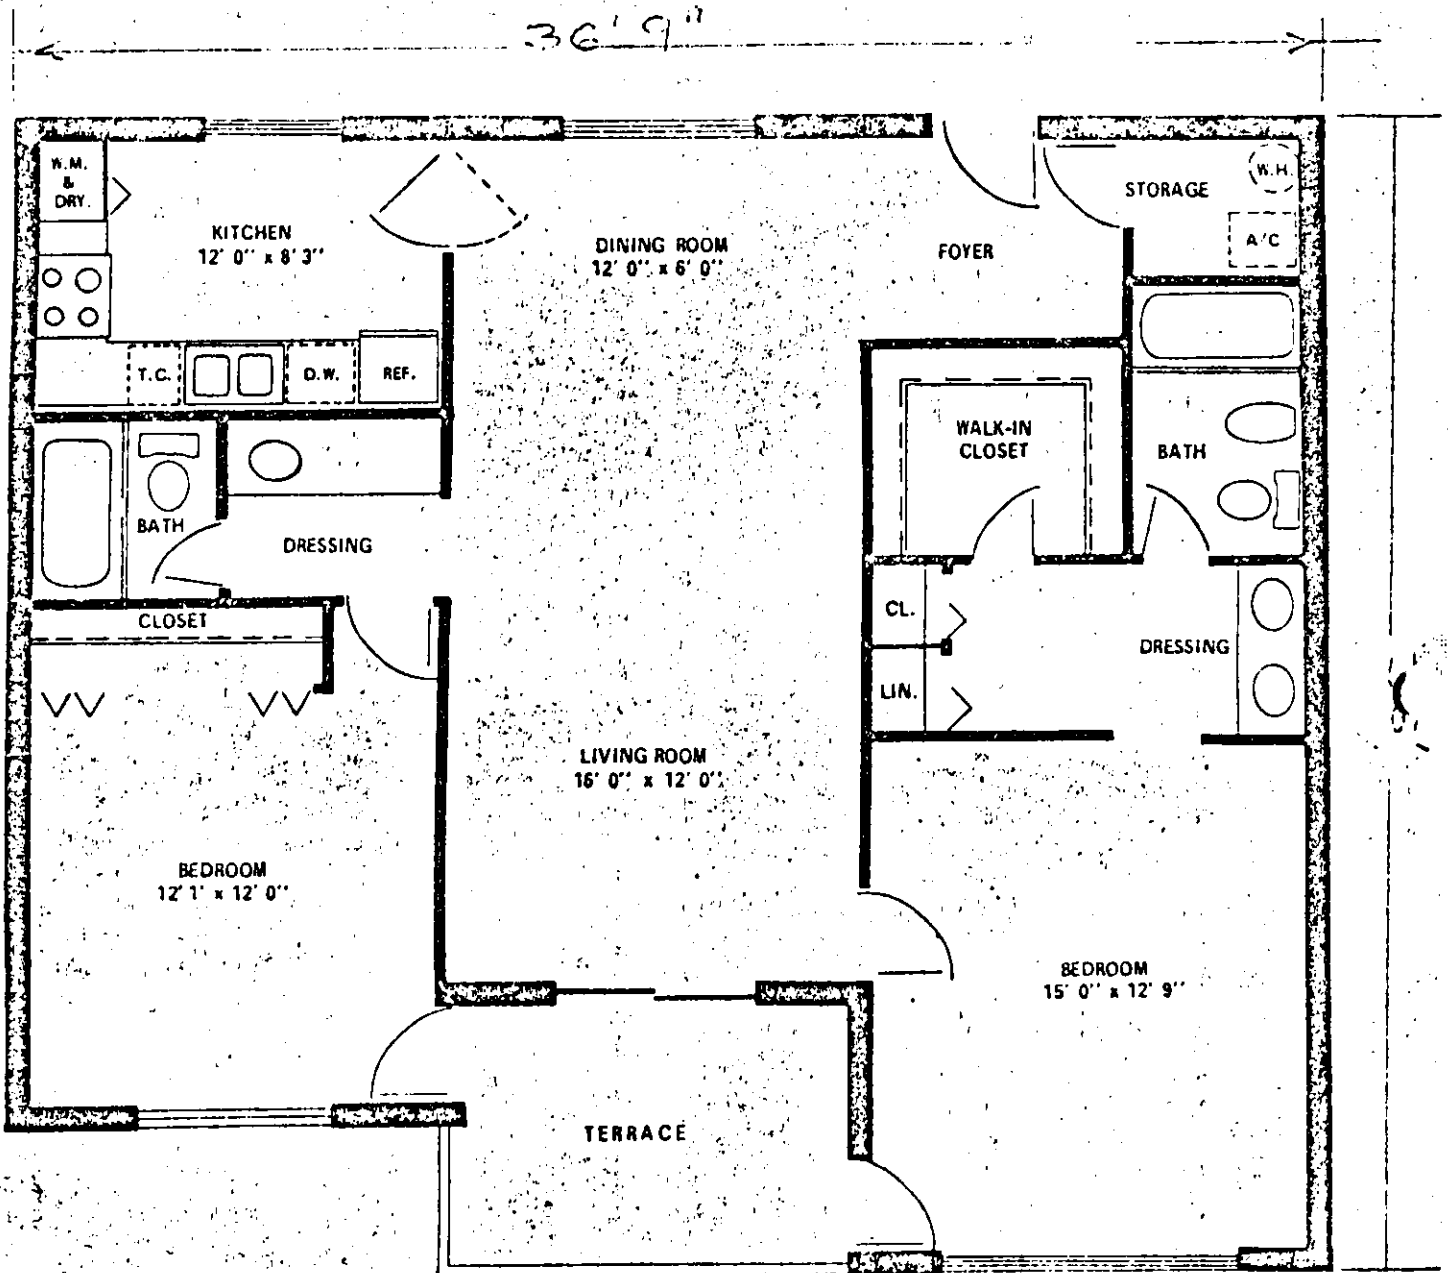 36' 9"
W.M.
&
DRY.
KITCHEN
12' 0" x 8' 3"
DINING ROOM
12' 0" x 6' 0"
FOYER
STORAGE
W.H.
A/C
T.C.
D.W.
REF.
WALK-IN
CLOSET
BATH
BATH
DRESSING
CLOSET
CL.
LIN.
DRESSING
LIVING ROOM
16' 0" x 12' 0"
BEDROOM
12' 1' x 12' 0"
BEDROOM
15' 0" x 12' 9"
TERRACE